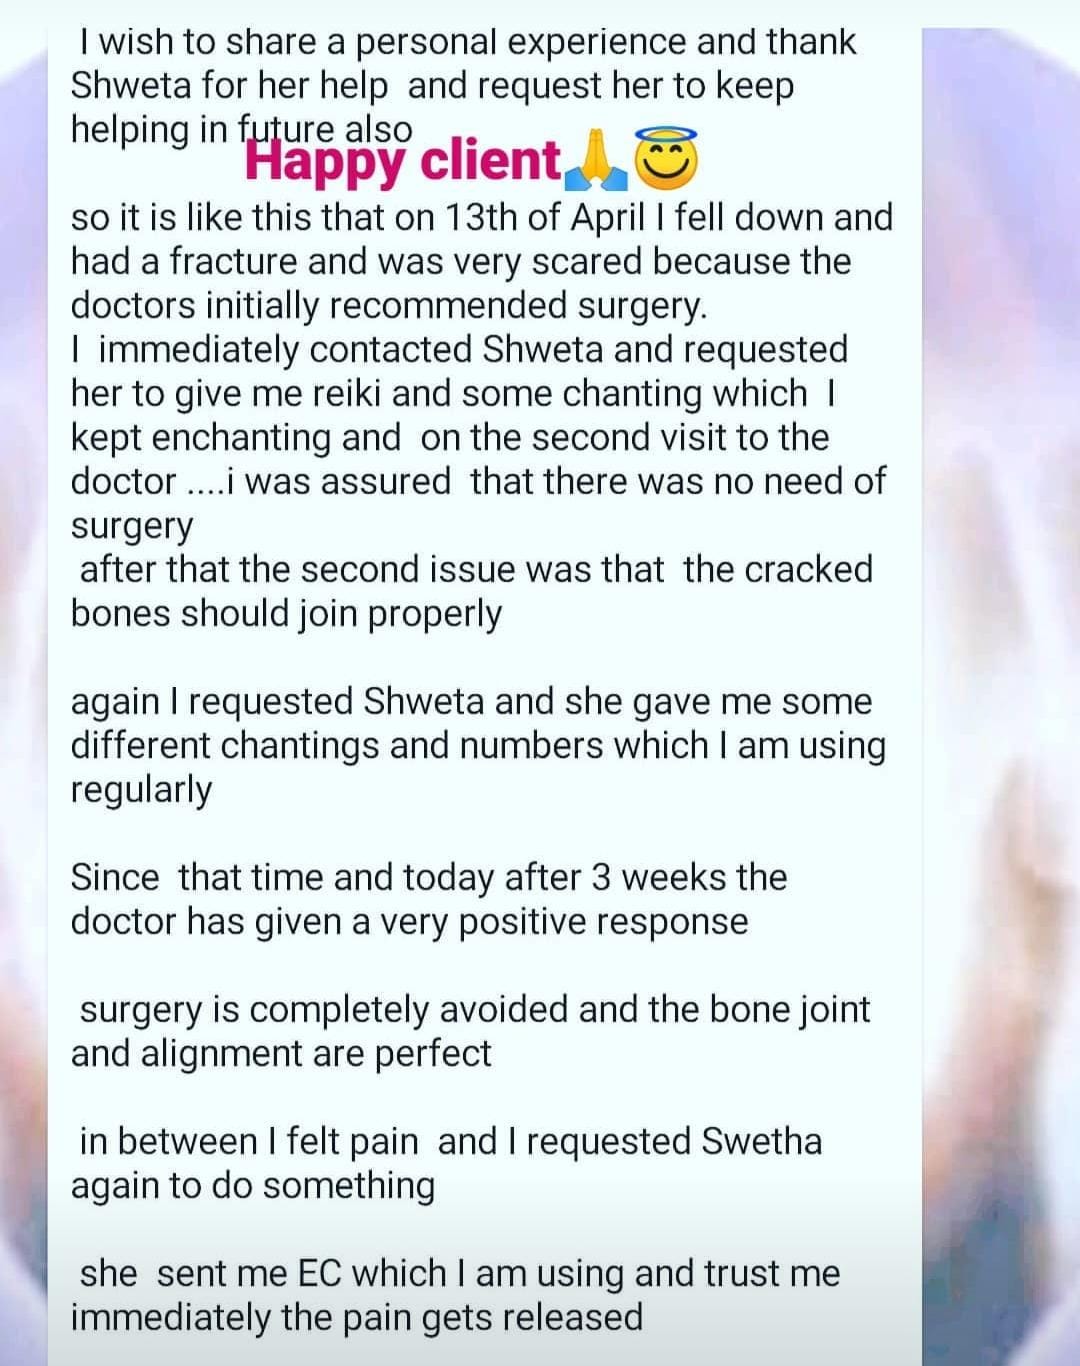 I wish to share a personal experience and thank
Shweta for her help  and request her to keep
helping in future also
Happy client🙏😇
so it is like this that on 13th of April I fell down and
had a fracture and was very scared because the
doctors initially recommended surgery.
I  immediately contacted Shweta and requested
her to give me reiki and some chanting which  I
kept enchanting and  on the second visit to the
doctor ....i was assured  that there was no need of
surgery
after that the second issue was that  the cracked
bones should join properly
again I requested Shweta and she gave me some
different chantings and numbers which I am using
regularly
Since  that time and today after 3 weeks the
doctor has given a very positive response
surgery is completely avoided and the bone joint
and alignment are perfect
in between I felt pain  and I requested Swetha
again to do something
she  sent me EC which I am using and trust me
immediately the pain gets released